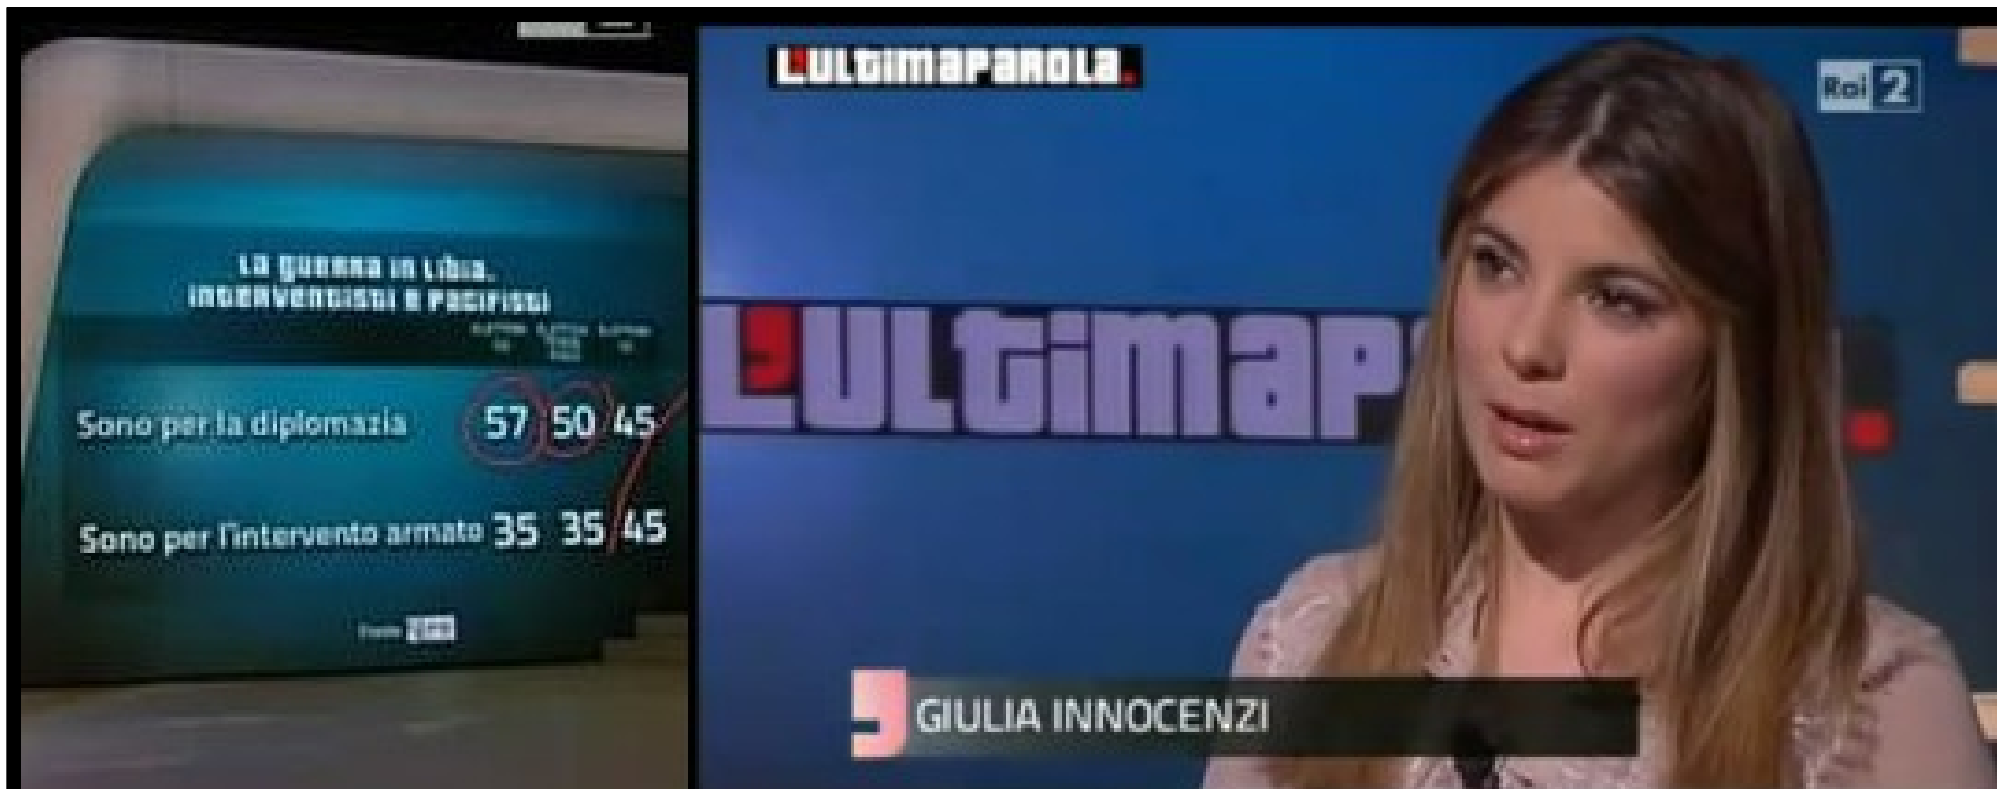 La guerra in Libia.
interventisti e pacifisti
Sono per la diplomazia 57 50 45
Sono per l'intervento armato 35 35 45
Fonte
L'ULTIMAPAROLA.
Rai 2
L'ULTIMAP
GIULIA INNOCENZI